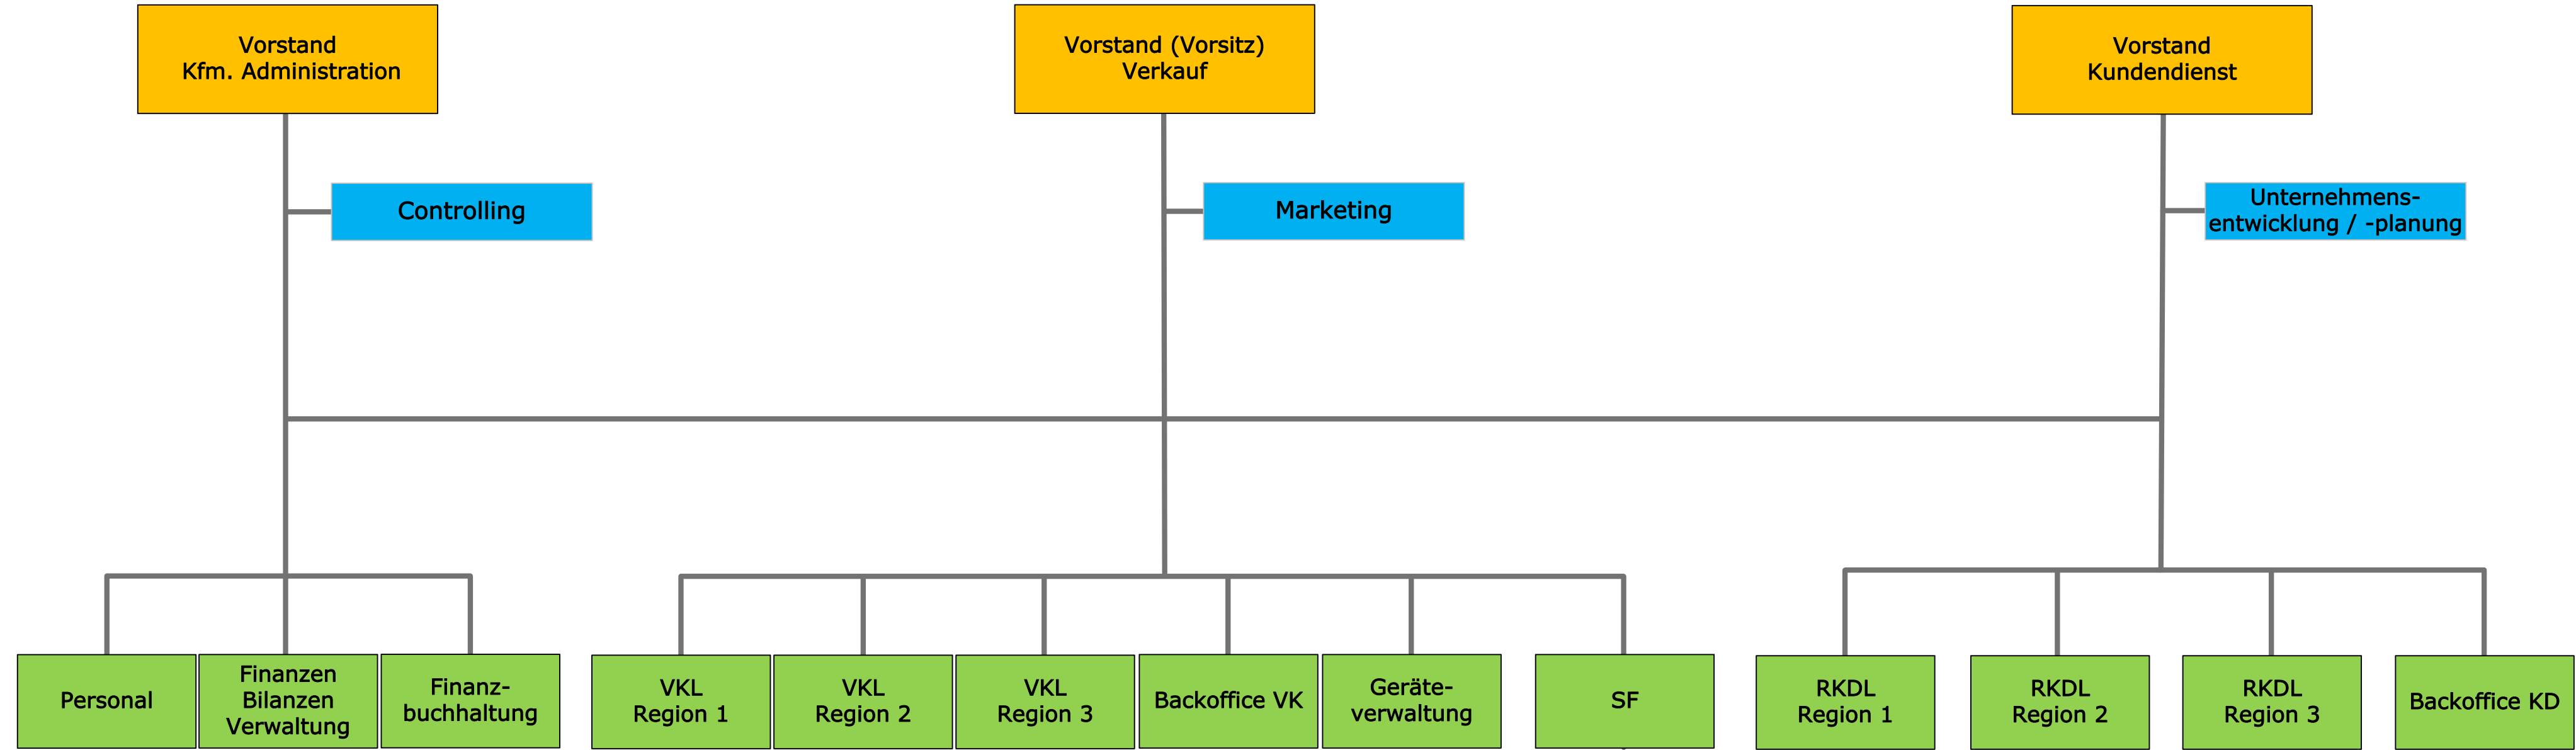 Vorstand
Kfm. Administration
Vorstand (Vorsitz)
Verkauf
Vorstand
Kundendienst
Controlling
Marketing
Unternehmens-
entwicklung / -planung
Personal
Finanzen
Bilanzen
Verwaltung
Finanz-
buchhaltung
VKL
Region 1
VKL
Region 2
VKL
Region 3
Backoffice VK
Geräte-
verwaltung
SF
RKDL
Region 1
RKDL
Region 2
RKDL
Region 3
Backoffice KD